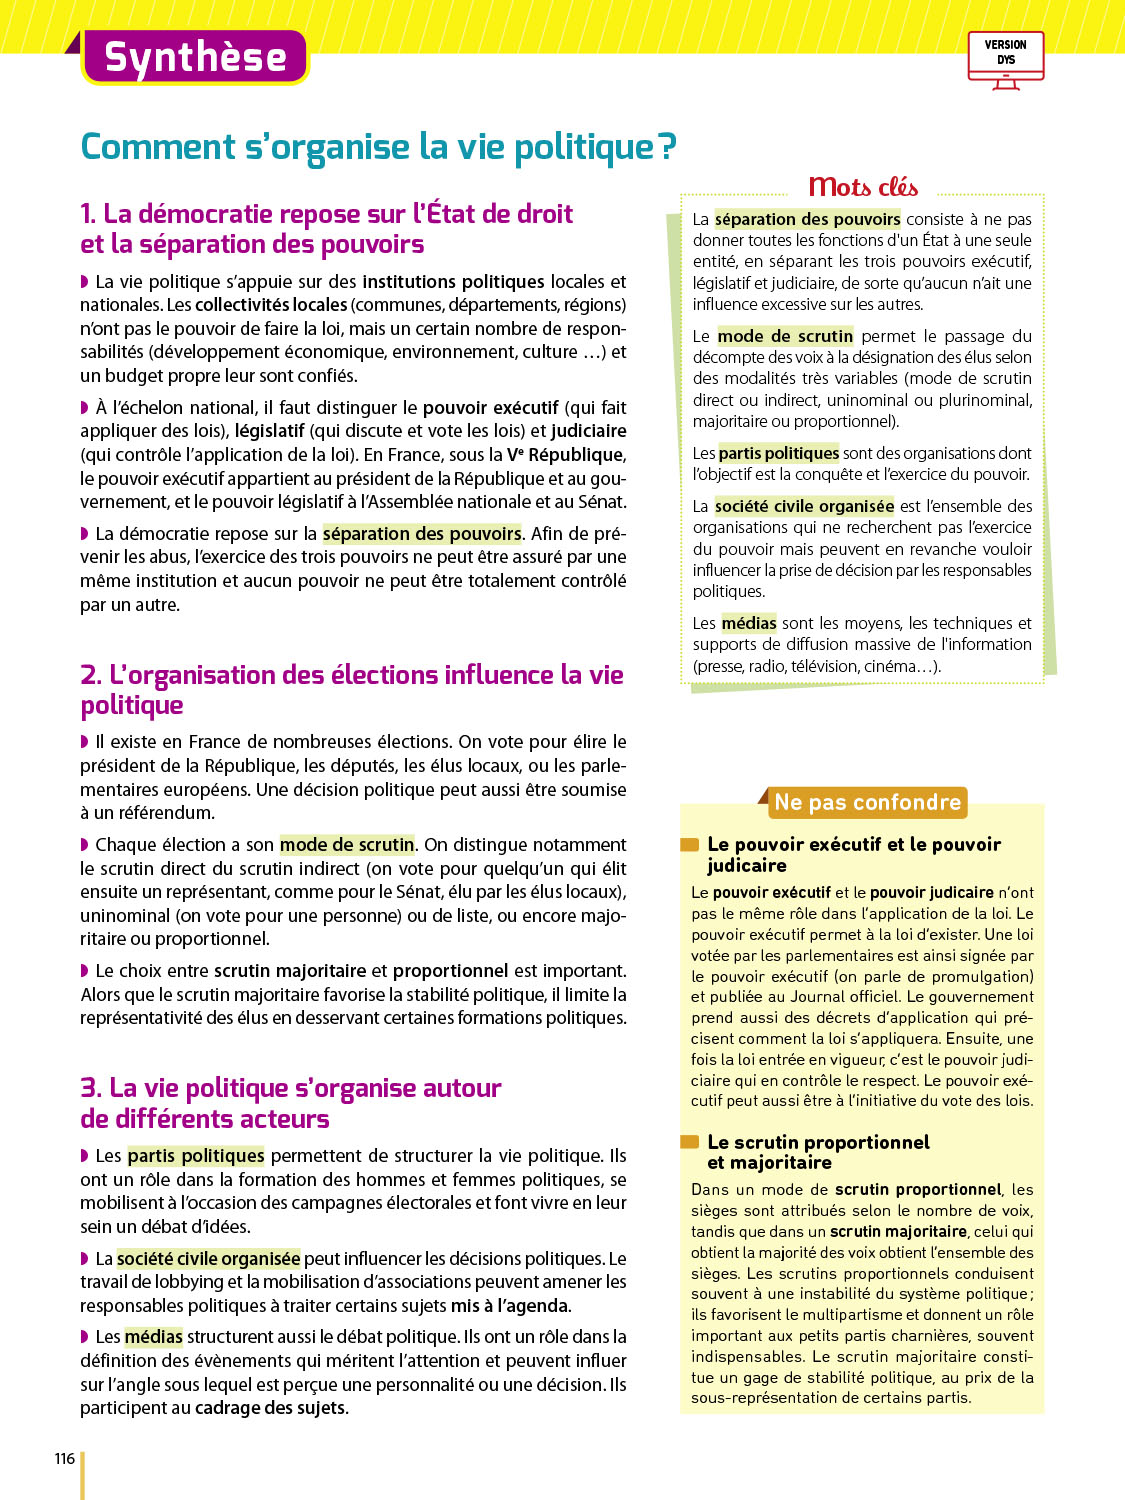 Synthèse
VERSION
DYS
Comment s’organise la vie politique ?
1. La démocratie repose sur l’État de droit
et la séparation des pouvoirs
◗ La vie politique s’appuie sur des institutions politiques locales et
nationales. Les collectivités locales (communes, départements, régions)
n’ont pas le pouvoir de faire la loi, mais un certain nombre de respon-
sabilités (développement économique, environnement, culture …) et
un budget propre leur sont confiés.
◗ À l’échelon national, il faut distinguer le pouvoir exécutif (qui fait
appliquer des lois), législatif (qui discute et vote les lois) et judiciaire
(qui contrôle l’application de la loi). En France, sous la Vᵉ République,
le pouvoir exécutif appartient au président de la République et au gou-
vernement, et le pouvoir législatif à l’Assemblée nationale et au Sénat.
◗ La démocratie repose sur la séparation des pouvoirs. Afin de pré-
venir les abus, l’exercice des trois pouvoirs ne peut être assuré par une
même institution et aucun pouvoir ne peut être totalement contrôlé
par un autre.
2. L’organisation des élections influence la vie
politique
◗ Il existe en France de nombreuses élections. On vote pour élire le
président de la République, les députés, les élus locaux, ou les parle-
mentaires européens. Une décision politique peut aussi être soumise
à un référendum.
◗ Chaque élection a son mode de scrutin. On distingue notamment
le scrutin direct du scrutin indirect (on vote pour quelqu’un qui élit
ensuite un représentant, comme pour le Sénat, élu par les élus locaux),
uninominal (on vote pour une personne) ou de liste, ou encore majo-
ritaire ou proportionnel.
◗ Le choix entre scrutin majoritaire et proportionnel est important.
Alors que le scrutin majoritaire favorise la stabilité politique, il limite la
représentativité des élus en desservant certaines formations politiques.
3. La vie politique s’organise autour
de différents acteurs
◗ Les partis politiques permettent de structurer la vie politique. Ils
ont un rôle dans la formation des hommes et femmes politiques, se
mobilisent à l’occasion des campagnes électorales et font vivre en leur
sein un débat d’idées.
◗ La société civile organisée peut influencer les décisions politiques. Le
travail de lobbying et la mobilisation d’associations peuvent amener les
responsables politiques à traiter certains sujets mis à l’agenda.
◗ Les médias structurent aussi le débat politique. Ils ont un rôle dans la
définition des évènements qui méritent l’attention et peuvent influer
sur l’angle sous lequel est perçue une personnalité ou une décision. Ils
participent au cadrage des sujets.
Mots clés
La séparation des pouvoirs consiste à ne pas
donner toutes les fonctions d'un État à une seule
entité, en séparant les trois pouvoirs exécutif,
législatif et judiciaire, de sorte qu’aucun n’ait une
influence excessive sur les autres.
Le mode de scrutin permet le passage du
décompte des voix à la désignation des élus selon
des modalités très variables (mode de scrutin
direct ou indirect, uninominal ou plurinominal,
majoritaire ou proportionnel).
Les partis politiques sont des organisations dont
l’objectif est la conquête et l’exercice du pouvoir.
La société civile organisée est l’ensemble des
organisations qui ne recherchent pas l’exercice
du pouvoir mais peuvent en revanche vouloir
influencer la prise de décision par les responsables
politiques.
Les médias sont les moyens, les techniques et
supports de diffusion massive de l'information
(presse, radio, télévision, cinéma…).
Ne pas confondre
Le pouvoir exécutif et le pouvoir
judicaire
Le pouvoir exécutif et le pouvoir judicaire n’ont
pas le même rôle dans l’application de la loi. Le
pouvoir exécutif permet à la loi d’exister. Une loi
votée par les parlementaires est ainsi signée par
le pouvoir exécutif (on parle de promulgation)
et publiée au Journal officiel. Le gouvernement
prend aussi des décrets d’application qui pré-
cisent comment la loi s’appliquera. Ensuite, une
fois la loi entrée en vigueur, c’est le pouvoir judi-
ciaire qui en contrôle le respect. Le pouvoir exé-
cutif peut aussi être à l’initiative du vote des lois.
Le scrutin proportionnel
et majoritaire
Dans un mode de scrutin proportionnel, les
sièges sont attribués selon le nombre de voix,
tandis que dans un scrutin majoritaire, celui qui
obtient la majorité des voix obtient l’ensemble des
sièges. Les scrutins proportionnels conduisent
souvent à une instabilité du système politique ;
ils favorisent le multipartisme et donnent un rôle
important aux petits partis charnières, souvent
indispensables. Le scrutin majoritaire consti-
tue un gage de stabilité politique, au prix de la
sous-représentation de certains partis.
116